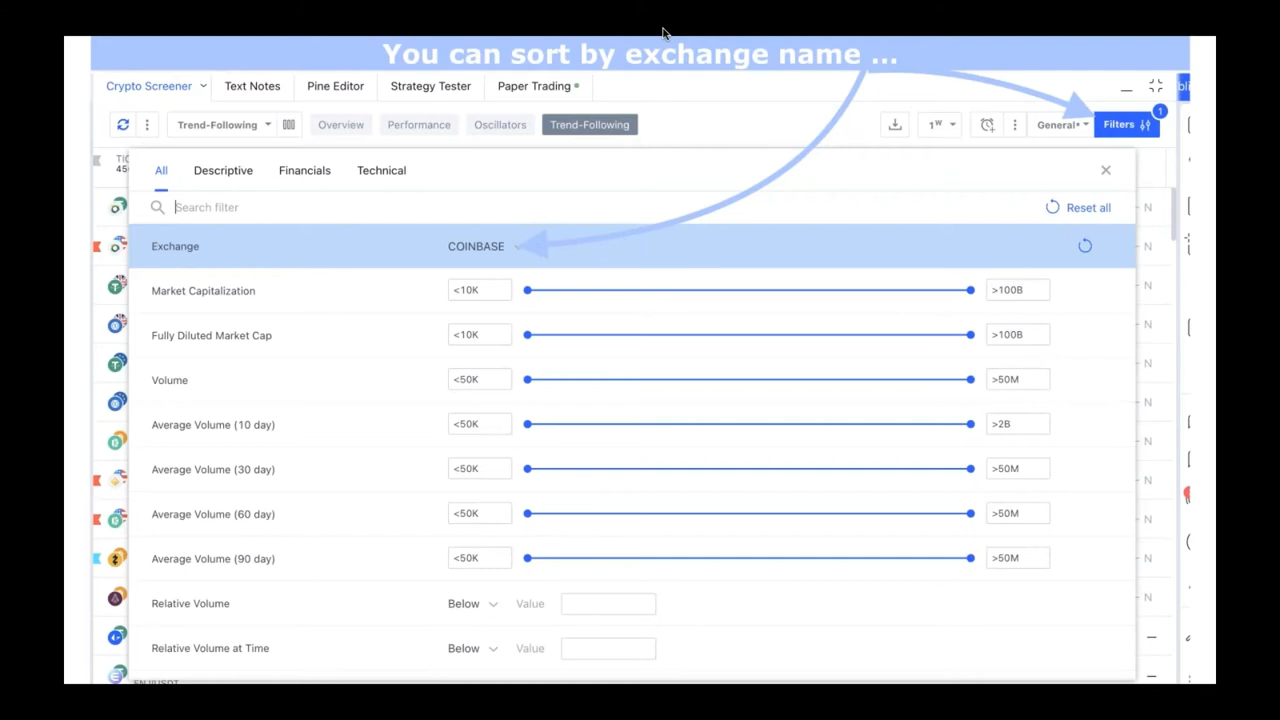 You can sort by exchange name ...
Crypto Screener Text Notes Pine Editor Strategy Tester Paper Trading
Trend-Following Overview Performance Oscillators Trend-Following 1W General Filters 1
All Descriptive Financials Technical
Search filter Reset all N
Exchange COINBASE N
Market Capitalization <10K >100B N
Fully Diluted Market Cap <10K >100B N
Volume <50K >50M N
Average Volume (10 day) <50K >2B N
Average Volume (30 day) <50K >50M N
Average Volume (60 day) <50K >50M N
Average Volume (90 day) <50K >50M N
Relative Volume Below Value N
Relative Volume at Time Below Value